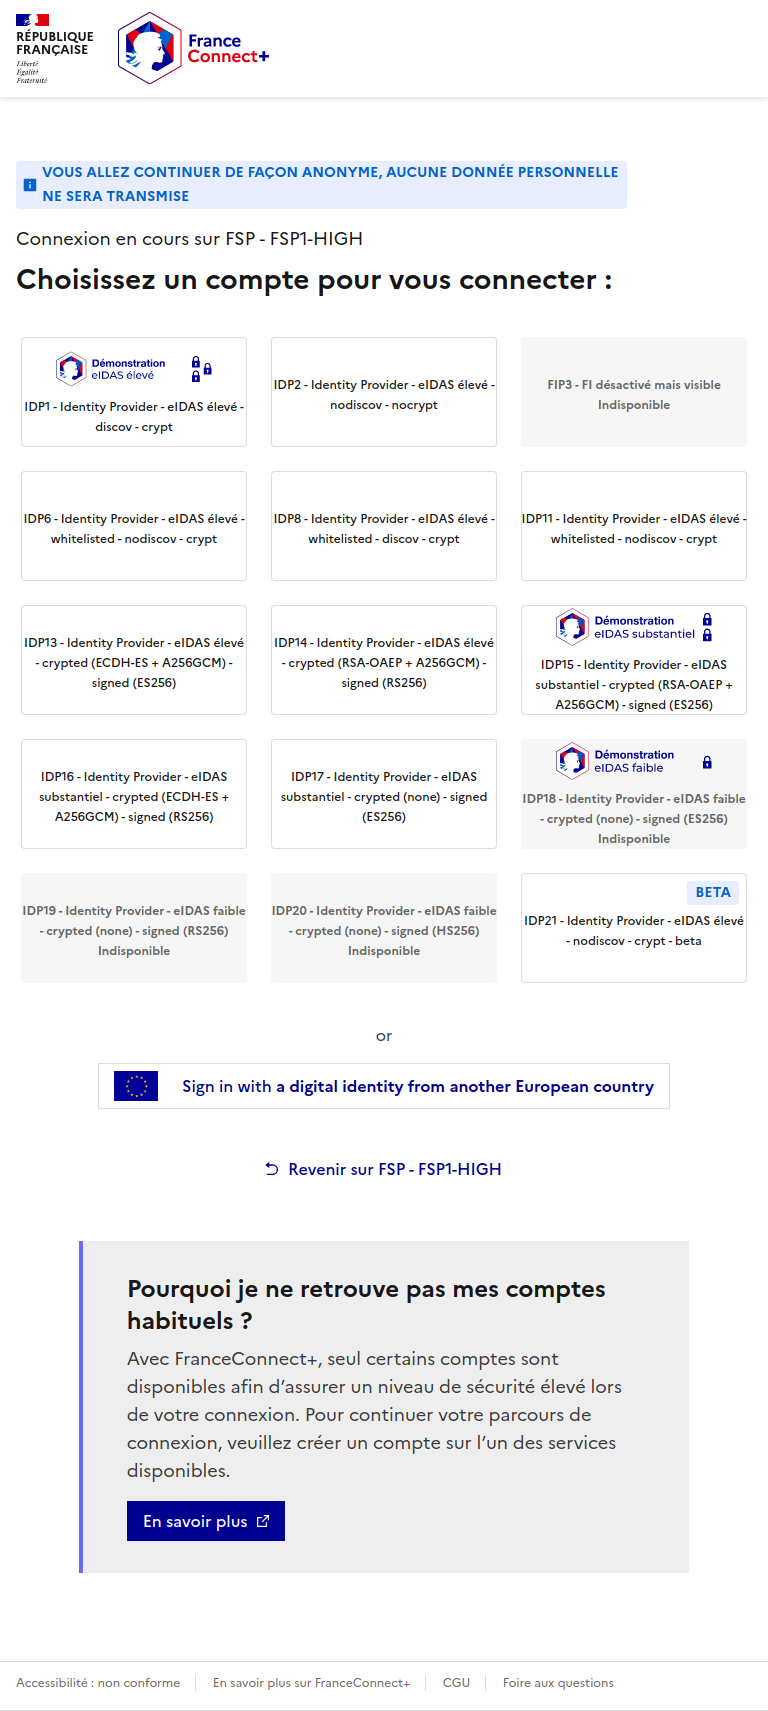 RÉPUBLIQUE
FRANÇAISE
Liberté
Égalité
Fraternité
France
Connect+
VOUS ALLEZ CONTINUER DE FAÇON ANONYME, AUCUNE DONNÉE PERSONNELLE
NE SERA TRANSMISE
Connexion en cours sur FSP - FSP1-HIGH
Choisissez un compte pour vous connecter :
Démonstration
eIDAS élevé
IDP1 - Identity Provider - eIDAS élevé -
discov - crypt
IDP2 - Identity Provider - eIDAS élevé -
nodiscov - nocrypt
FIP3 - FI désactivé mais visible
Indisponible
IDP6 - Identity Provider - eIDAS élevé -
whitelisted - nodiscov - crypt
IDP8 - Identity Provider - eIDAS élevé -
whitelisted - discov - crypt
IDP11 - Identity Provider - eIDAS élevé -
whitelisted - nodiscov - crypt
IDP13 - Identity Provider - eIDAS élevé
- crypted (ECDH-ES + A256GCM) -
signed (ES256)
IDP14 - Identity Provider - eIDAS élevé
- crypted (RSA-OAEP + A256GCM) -
signed (RS256)
Démonstration
eIDAS substantiel
IDP15 - Identity Provider - eIDAS
substantiel - crypted (RSA-OAEP +
A256GCM) - signed (ES256)
IDP16 - Identity Provider - eIDAS
substantiel - crypted (ECDH-ES +
A256GCM) - signed (RS256)
IDP17 - Identity Provider - eIDAS
substantiel - crypted (none) - signed
(ES256)
Démonstration
eIDAS faible
IDP18 - Identity Provider - eIDAS faible
- crypted (none) - signed (ES256)
Indisponible
IDP19 - Identity Provider - eIDAS faible
- crypted (none) - signed (RS256)
Indisponible
IDP20 - Identity Provider - eIDAS faible
- crypted (none) - signed (HS256)
Indisponible
BETA
IDP21 - Identity Provider - eIDAS élevé
- nodiscov - crypt - beta
or
Sign in with a digital identity from another European country
Revenir sur FSP - FSP1-HIGH
Pourquoi je ne retrouve pas mes comptes
habituels ?
Avec FranceConnect+, seul certains comptes sont
disponibles afin d’assurer un niveau de sécurité élevé lors
de votre connexion. Pour continuer votre parcours de
connexion, veuillez créer un compte sur l’un des services
disponibles.
En savoir plus
Accessibilité : non conforme
En savoir plus sur FranceConnect+
CGU
Foire aux questions